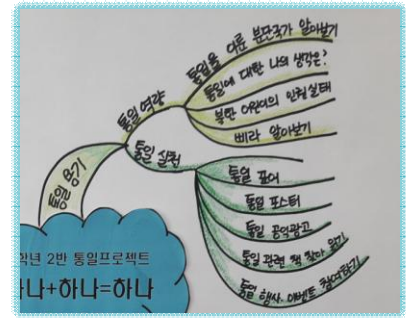 통일을 이룬 분단국가 알아보기
통일에 대한 나의 생각은?
북한 어린이의 인권실태
삐라 알아보기
통일 역량
통일 용기
통일 실천
통일 표어
통일 포스터
통일 공익광고
통일 관련 책 찾아 읽기
통일 행사·이벤트 참여하기
학년 2반 통일프로젝트
하나+하나=하나